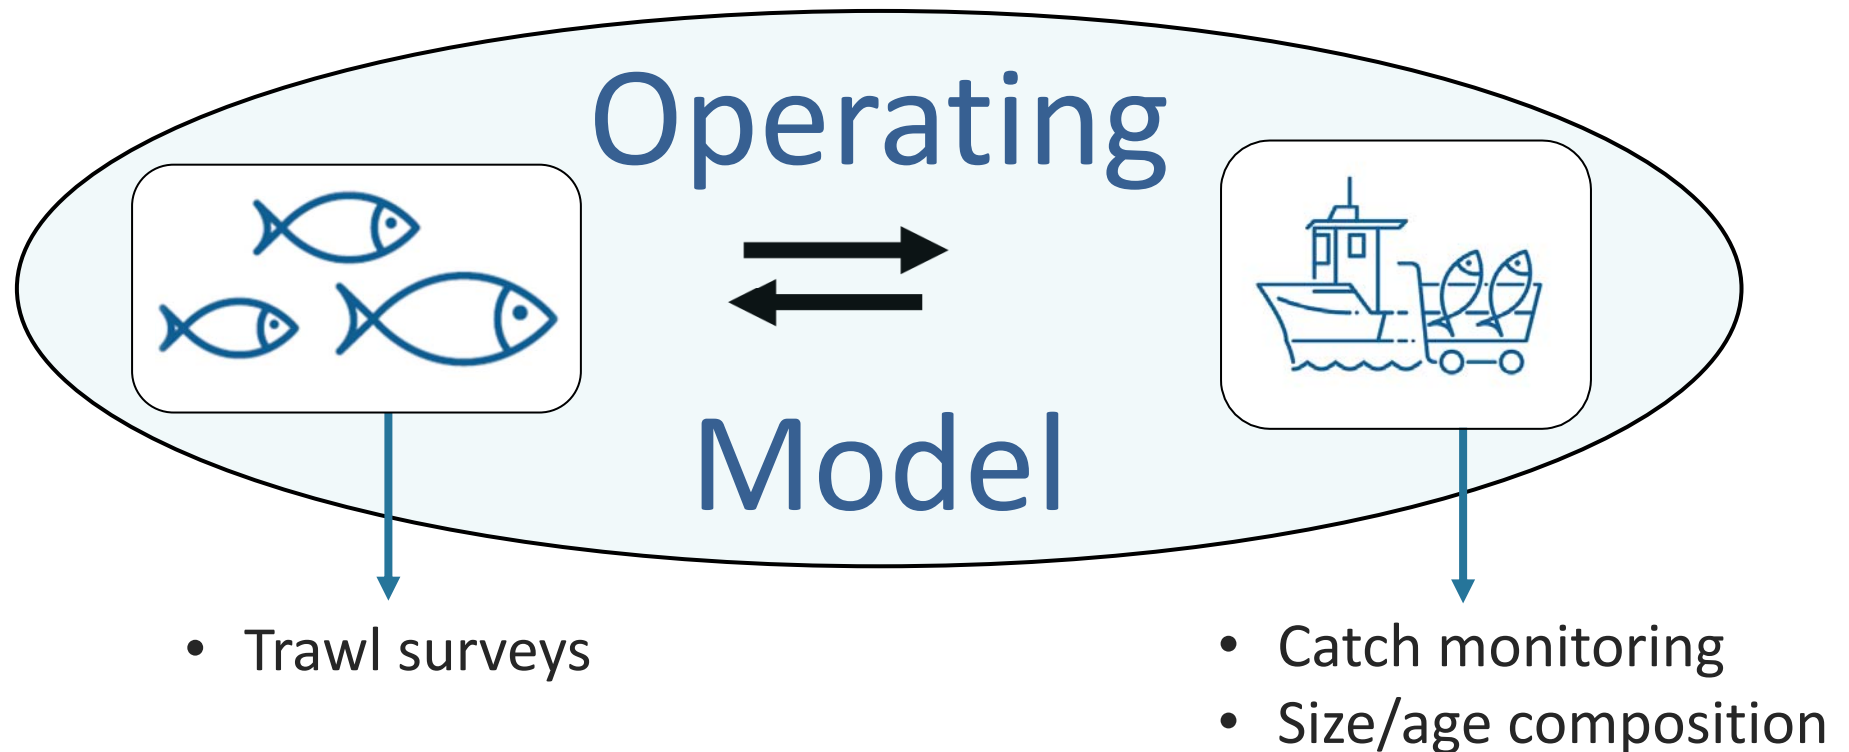 Operating
Model
• Trawl surveys
• Catch monitoring
• Size/age composition